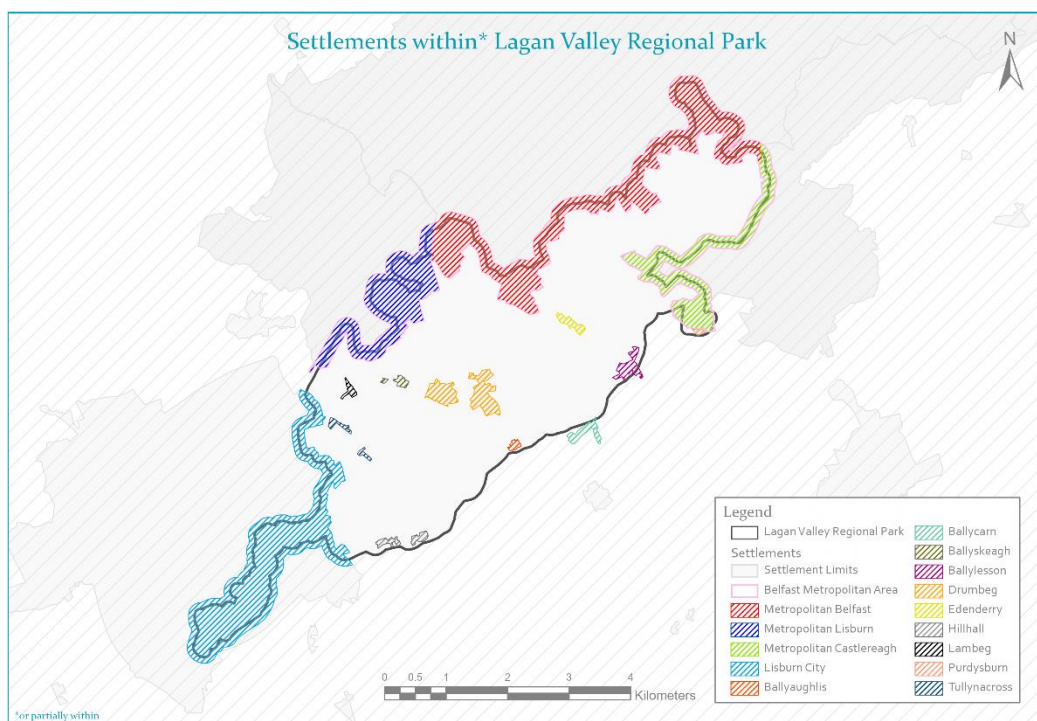 Settlements within* Lagan Valley Regional Park
N
Legend
Lagan Valley Regional Park
Settlements
Settlement Limits
Belfast Metropolitan Area
Metropolitan Belfast
Metropolitan Lisburn
Metropolitan Castlereagh
Lisburn City
Ballyaughlis
Ballycarn
Ballyskeagh
Ballylesson
Drumbeg
Edenderry
Hillhall
Lambeg
Purdysburn
Tullynacross
0 0.5 1 2 3 4
Kilometers
*or partially within